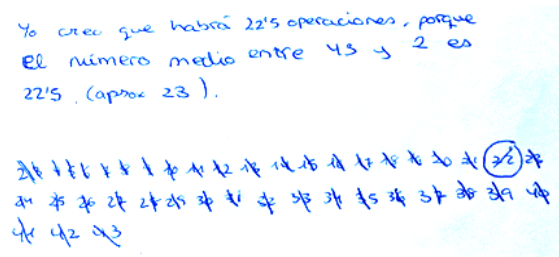 Yo creo que habrá 22'5 operaciones, porque
el número medio entre 43 y 2 es
22'5. (aprox 23).
2 3 4 5 6 7 8 9 10 11 12 13 14 15 16 17 18 19 20 21 22 23
24 25 26 27 28 29 30 31 32 33 34 35 36 37 38 39 40
41 42 43